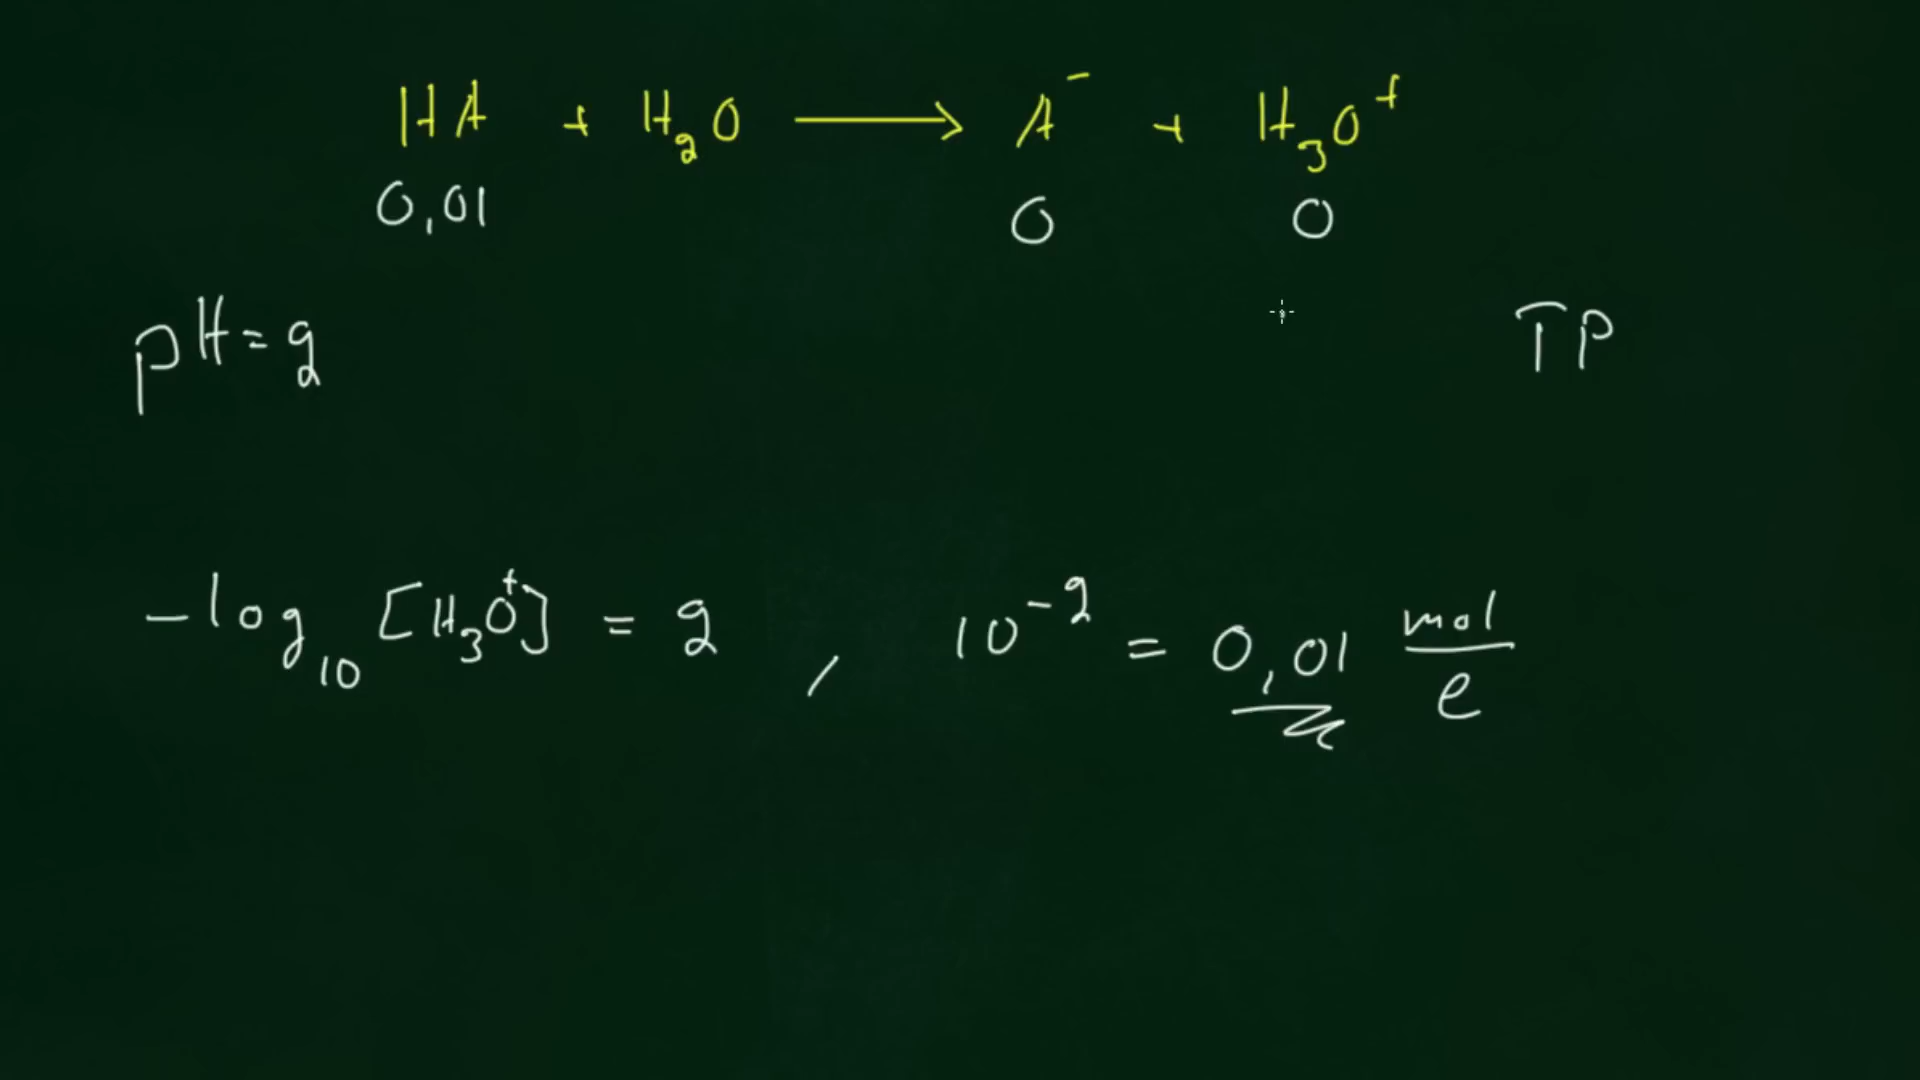 HA + H₂O ⟶ A⁻ + H₃O⁺
0,01 0 0
pH = 2 TP
-log₁₀ [H₃O⁺] = 2 , 10⁻² = 0,01 mol/l